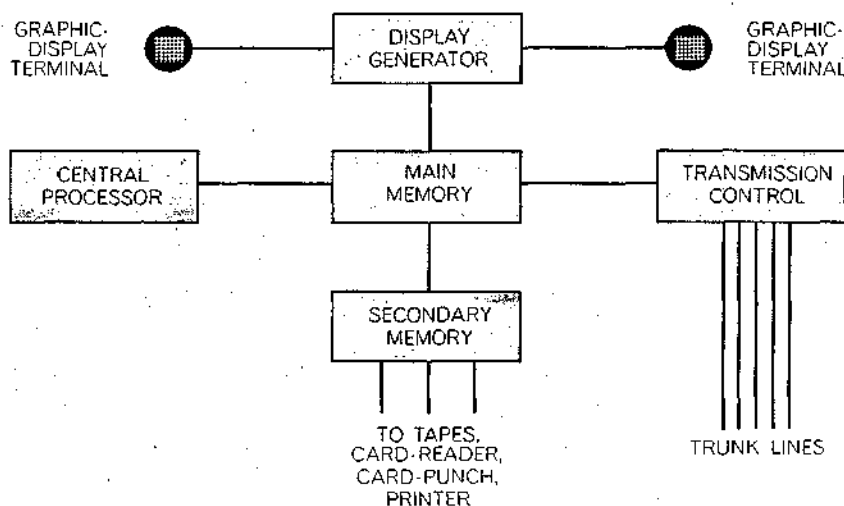 GRAPHIC-
DISPLAY
TERMINAL
DISPLAY
GENERATOR
GRAPHIC-
DISPLAY
TERMINAL
CENTRAL
PROCESSOR
MAIN
MEMORY
TRANSMISSION
CONTROL
SECONDARY
MEMORY
TO TAPES,
CARD-READER,
CARD-PUNCH,
PRINTER
TRUNK LINES